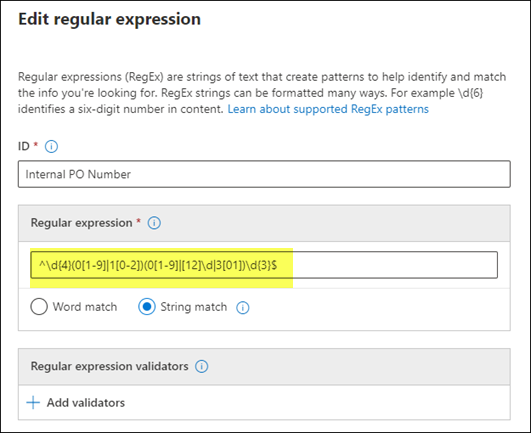 Edit regular expression
Regular expressions (RegEx) are strings of text that create patterns to help identify and match
the info you're looking for. RegEx strings can be formatted many ways. For example \d{6}
identifies a six-digit number in content. Learn about supported RegEx patterns
ID *
Internal PO Number
Regular expression *
^\d{4}(0[1-9]|1[0-2])(0[1-9]|[12]\d|3[01])\d{3}$
Word match String match
Regular expression validators
+ Add validators